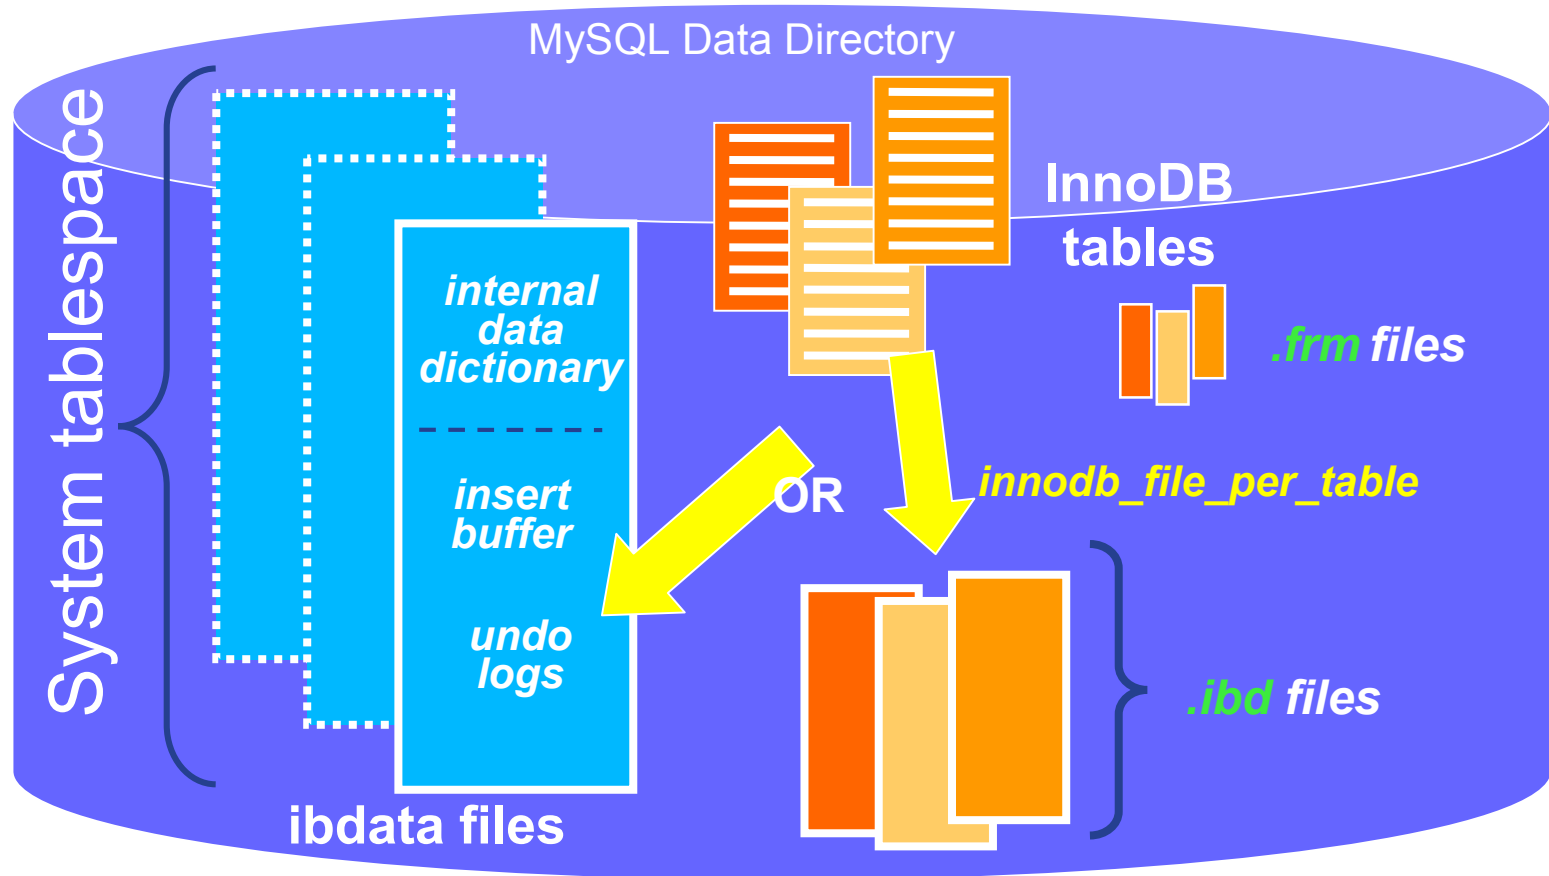 MySQL Data Directory
System tablespace
internal
data
dictionary
insert
buffer
undo
logs
ibdata files
InnoDB
tables
.frm files
OR
innodb_file_per_table
.ibd files